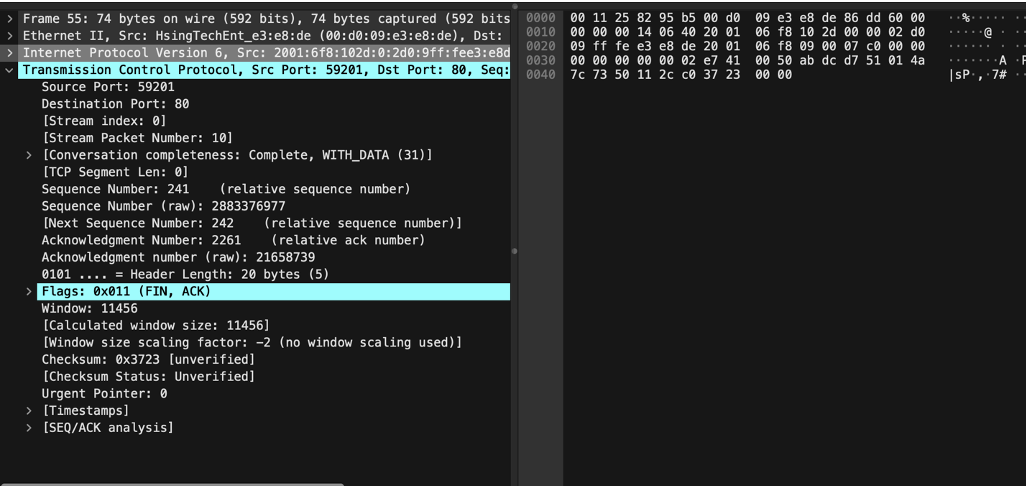 Frame 55: 74 bytes on wire (592 bits), 74 bytes captured (592 bits
Ethernet II, Src: HsingTechEnt_e3:e8:de (00:d0:09:e3:e8:de), Dst:
Internet Protocol Version 6, Src: 2001:6f8:102d:0:2d0:9ff:fee3:e8d
Transmission Control Protocol, Src Port: 59201, Dst Port: 80, Seq:
Source Port: 59201
Destination Port: 80
[Stream index: 0]
[Stream Packet Number: 10]
[Conversation completeness: Complete, WITH_DATA (31)]
[TCP Segment Len: 0]
Sequence Number: 241    (relative sequence number)
Sequence Number (raw): 2883376977
[Next Sequence Number: 242    (relative sequence number)]
Acknowledgment Number: 2261    (relative ack number)
Acknowledgment number (raw): 21658739
0101 .... = Header Length: 20 bytes (5)
Flags: 0x011 (FIN, ACK)
Window: 11456
[Calculated window size: 11456]
[Window size scaling factor: -2 (no window scaling used)]
Checksum: 0x3723 [unverified]
[Checksum Status: Unverified]
Urgent Pointer: 0
[Timestamps]
[SEQ/ACK analysis]
0000 00 11 25 82 95 b5 00 d0 09 e3 e8 de 86 dd 60 00 ··%·····
0010 00 00 00 14 06 40 20 01 06 f8 10 2d 00 00 02 d0 ·····@ ·
0020 09 ff fe e3 e8 de 20 01 06 f8 09 00 07 c0 00 00 ······ ·
0030 00 00 00 00 00 02 e7 41 00 50 ab dc d7 51 01 4a ·······A ·P
0040 7c 73 50 11 2c c0 37 23 00 00 |sP·,·7# ··